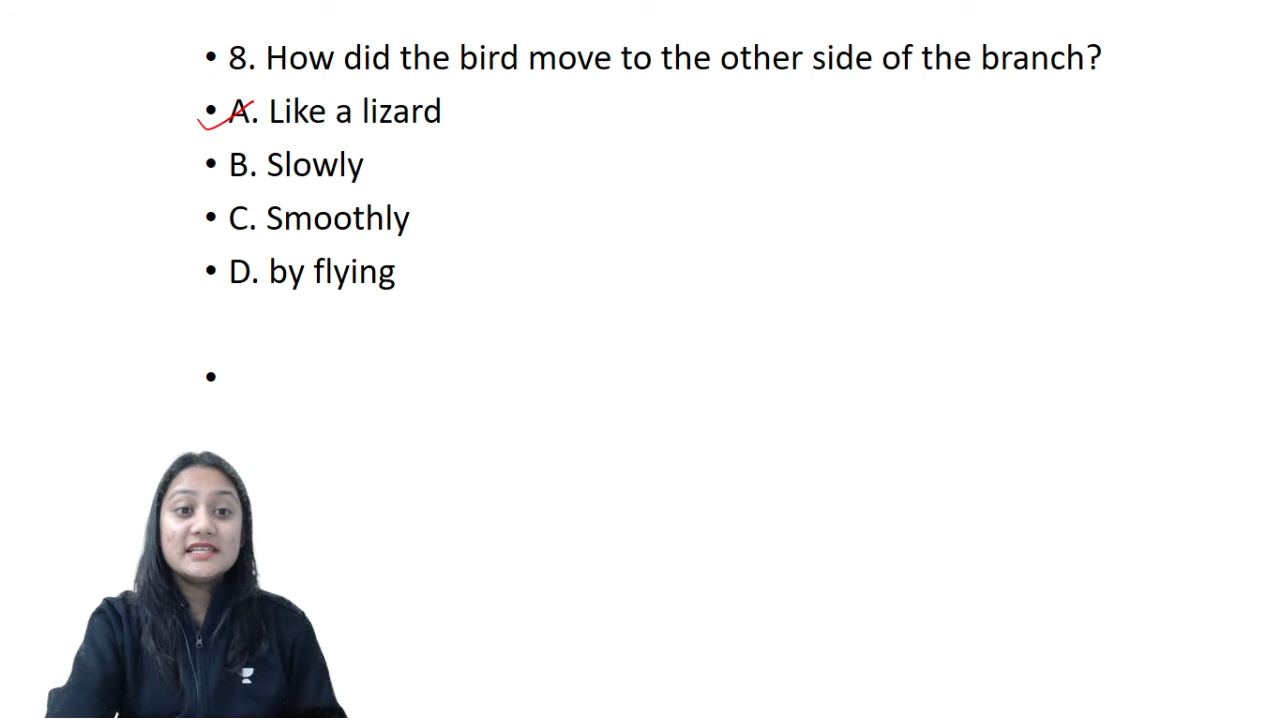 • 8. How did the bird move to the other side of the branch?
• A. Like a lizard
• B. Slowly
• C. Smoothly
• D. by flying
•